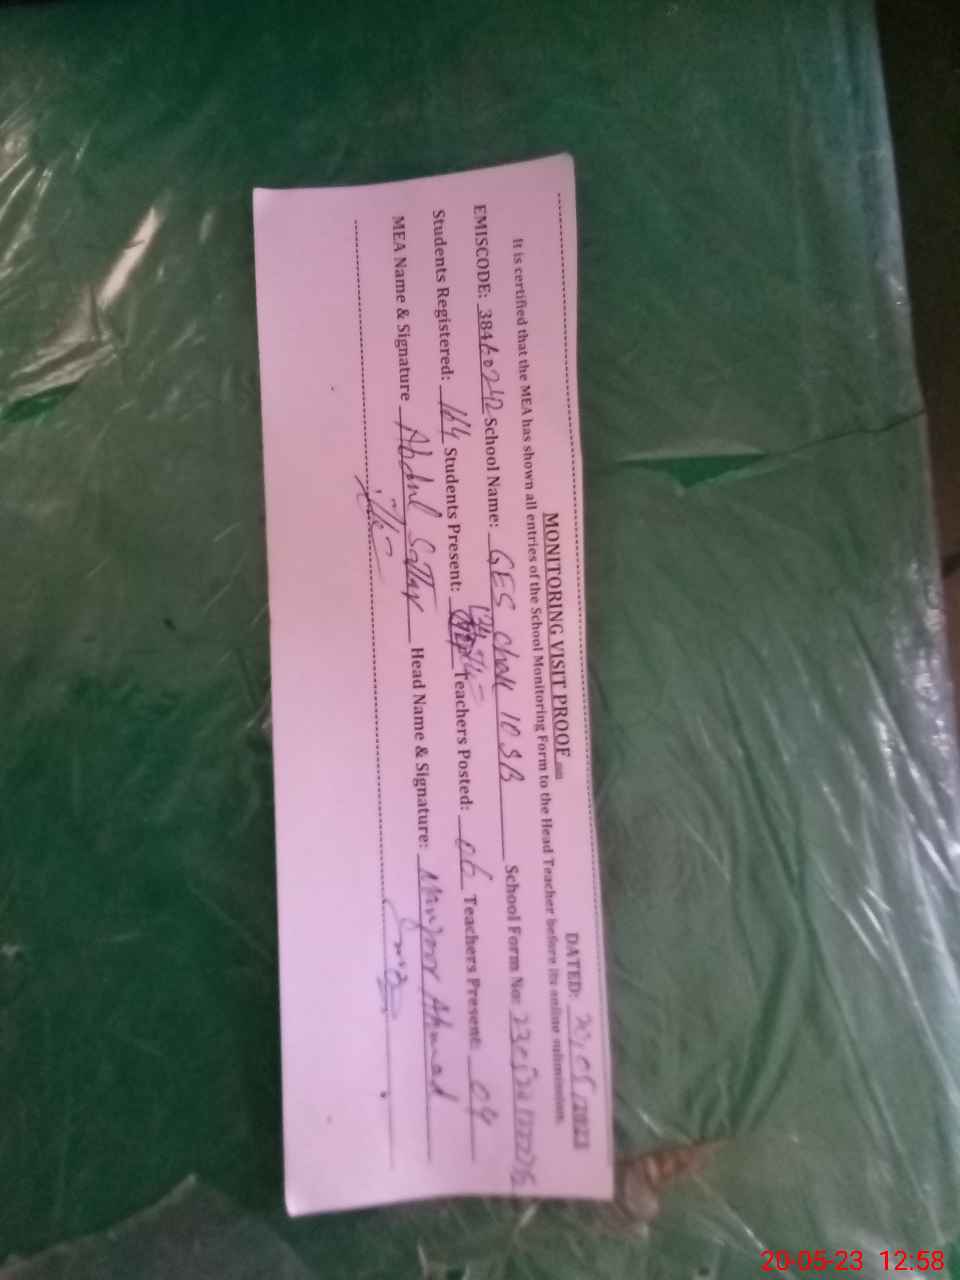 MONITORING VISIT PROOF
DATED: 20/05/2023
It is certified that the MEA has shown all entries of the School Monitoring Form to the Head Teacher before its online submission.
EMISCODE: 38460242 School Name: GES Chak 10 SB School Form No:
Students Registered: 164 Students Present: Teachers Posted: 06 Teachers Present: 04
MEA Name & Signature Abdul Sattar Head Name & Signature: Ahmad
20-05-23 12:58